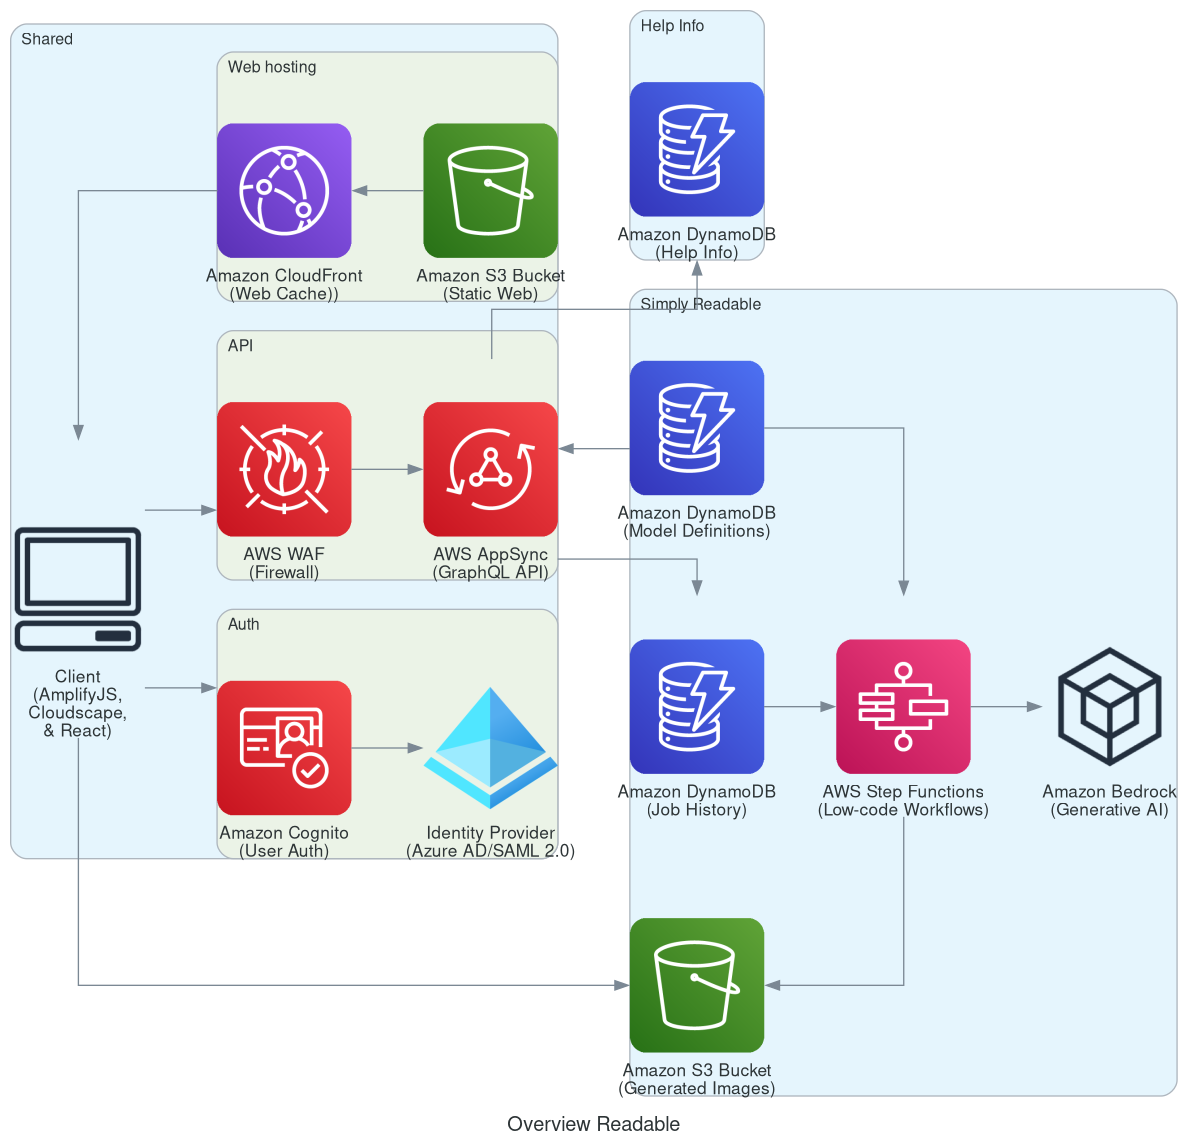 Shared
Web hosting
Amazon CloudFront
(Web Cache))
Amazon S3 Bucket
(Static Web)
Help Info
Amazon DynamoDB
(Help Info)
API
AWS WAF
(Firewall)
AWS AppSync
(GraphQL API)
Simply Readable
Amazon DynamoDB
(Model Definitions)
Client
(AmplifyJS,
Cloudscape,
& React)
Auth
Amazon Cognito
(User Auth)
Identity Provider
(Azure AD/SAML 2.0)
Amazon DynamoDB
(Job History)
AWS Step Functions
(Low-code Workflows)
Amazon Bedrock
(Generative AI)
Amazon S3 Bucket
(Generated Images)
Overview Readable